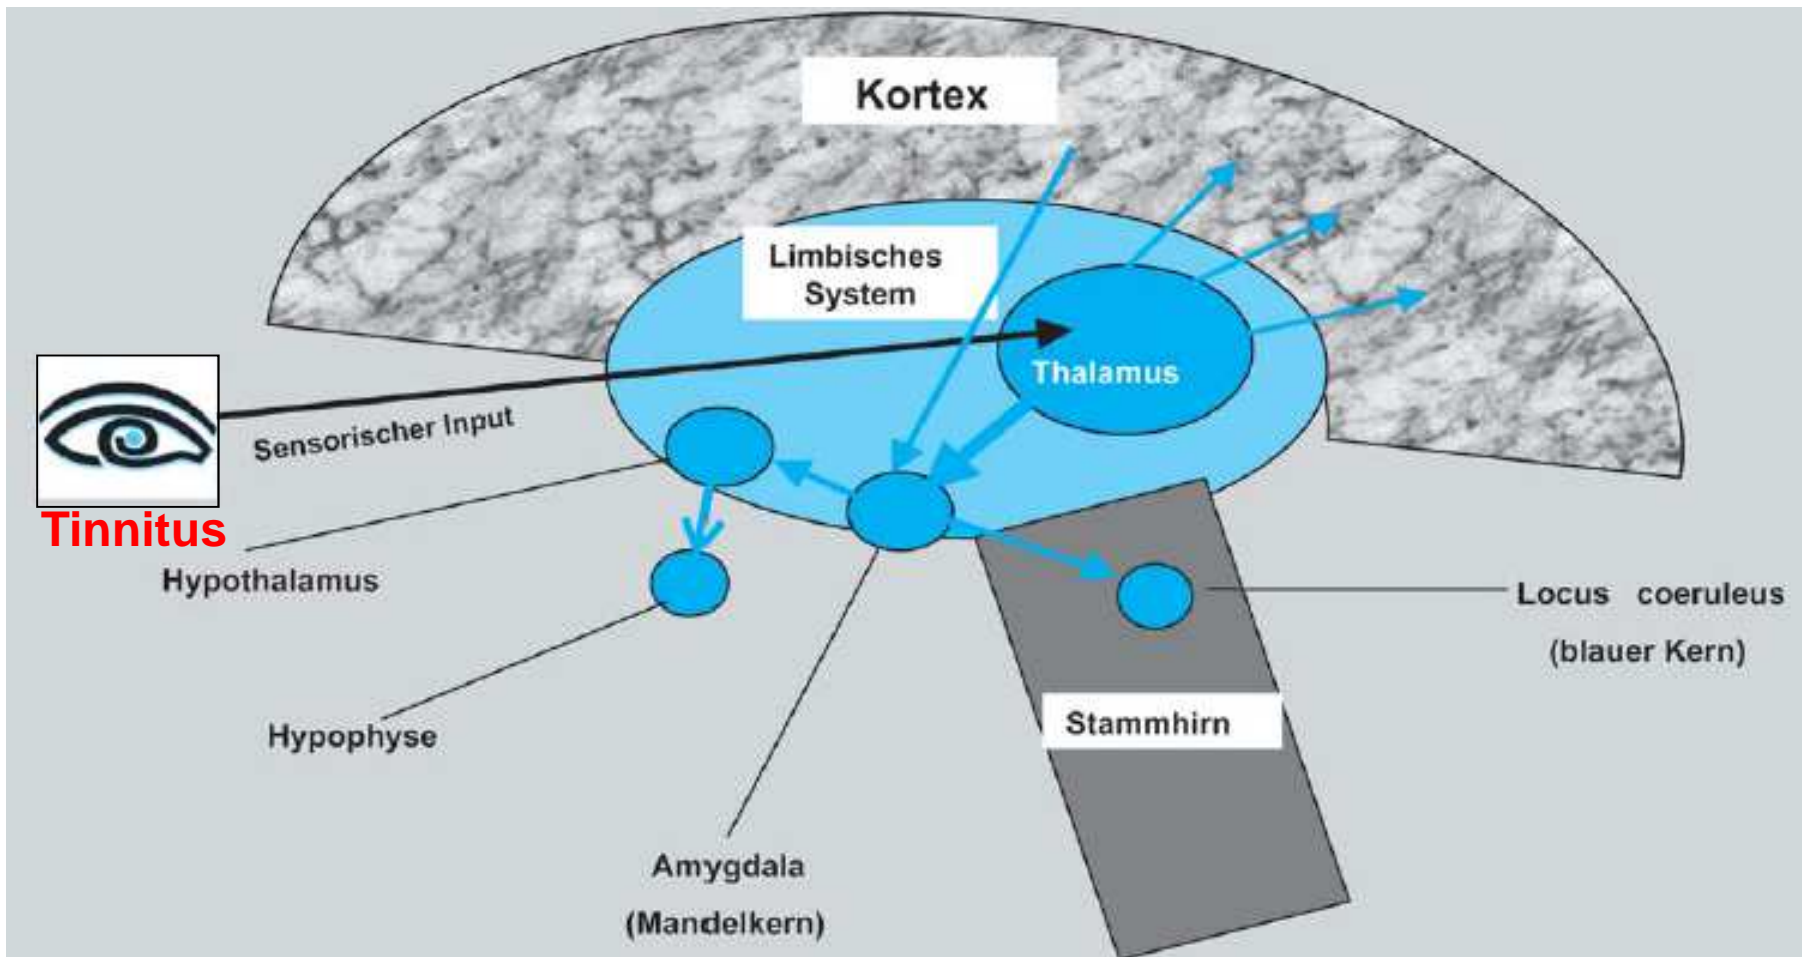 Kortex
Limbisches
System
Thalamus
Sensorischer Input
Tinnitus
Hypothalamus
Locus coeruleus
(blauer Kern)
Hypophyse
Stammhirn
Amygdala
(Mandelkern)